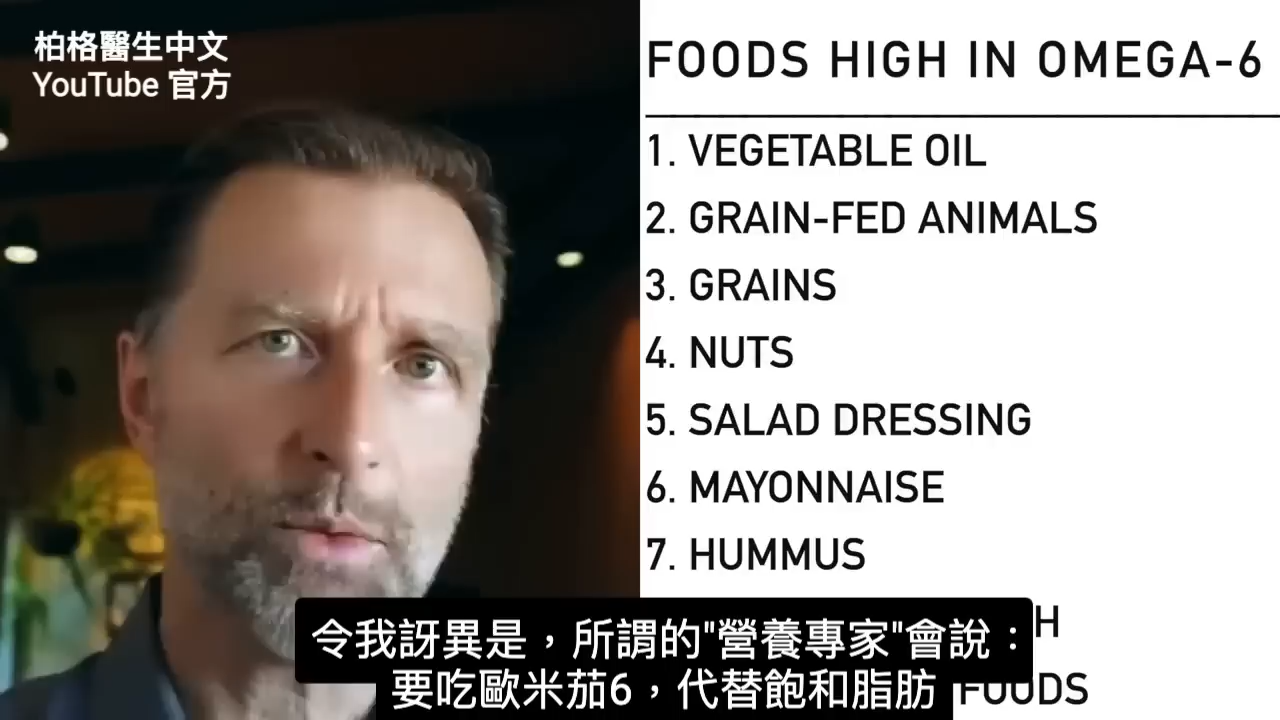 柏格醫生中文
YouTube 官方
FOODS HIGH IN OMEGA-6
1. VEGETABLE OIL
2. GRAIN-FED ANIMALS
3. GRAINS
4. NUTS
5. SALAD DRESSING
6. MAYONNAISE
7. HUMMUS
H
FOODS
令我訝異是，所謂的"營養專家"會說：
要吃歐米茄6，代替飽和脂肪